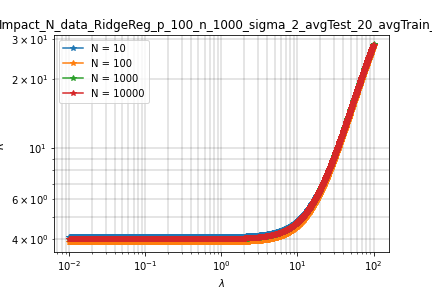 Impact_N_data_RidgeReg_p_100_n_1000_sigma_2_avgTest_20_avgTrain_
3 × 10¹
2 × 10¹
10¹
6 × 10⁰
4 × 10⁰
N = 10
N = 100
N = 1000
N = 10000
10⁻² 10⁻¹ 10⁰ 10¹ 10²
λ